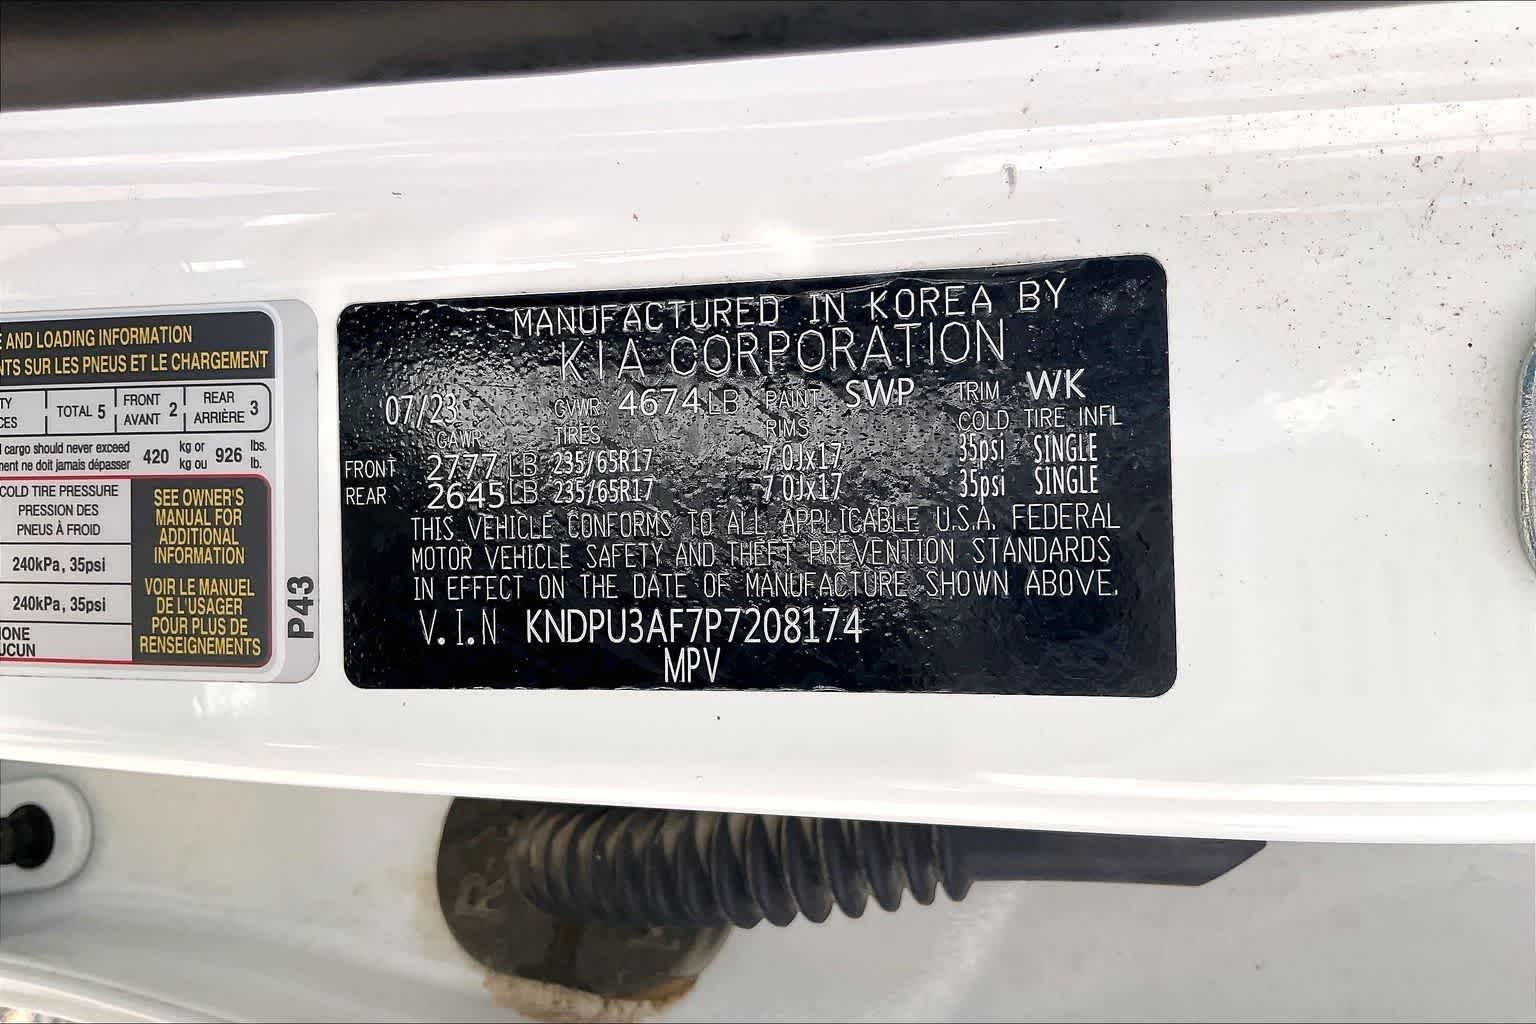 E AND LOADING INFORMATION
NTS SUR LES PNEUS ET LE CHARGEMENT
TY
CES
TOTAL 5
FRONT
AVANT 2
REAR
ARRIÈRE 3
cargo should never exceed
ment ne doit jamais dépasser
420
kg or
kg ou
926
lbs.
lb.
COLD TIRE PRESSURE
PRESSION DES
PNEUS À FROID
240kPa, 35psi
240kPa, 35psi
IONE
UCUN
SEE OWNER'S
MANUAL FOR
ADDITIONAL
INFORMATION
VOIR LE MANUEL
DE L'USAGER
POUR PLUS DE
RENSEIGNEMENTS
P43
MANUFACTURED IN KOREA BY
KIA CORPORATION
07/23 GVWR 4674LB PAINT SWP TRIM WK
GAWR TIRES RIMS COLD TIRE INFL
FRONT 2777 LB 235/65R17 7.0Jx17 35psi SINGLE
REAR 2645LB 235/65R17 7.0Jx17 35psi SINGLE
THIS VEHICLE CONFORMS TO ALL APPLICABLE U.S.A. FEDERAL
MOTOR VEHICLE SAFETY AND THEFT PREVENTION STANDARDS
IN EFFECT ON THE DATE OF MANUFACTURE SHOWN ABOVE.
V.I.N KNDPU3AF7P7208174
MPV